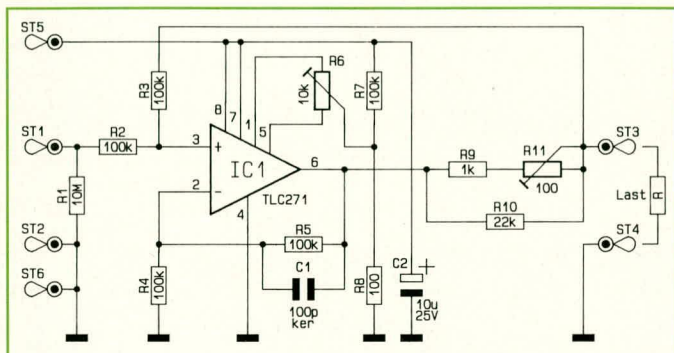 ST5
ST1
ST2
ST6
R1
10M
R2
100k
R3
100k
R4
100k
8
7
1
5
3
2
4
6
+
−
IC1
TLC271
R6
10k
R7
100k
R5
100k
C1
100p
ker
R8
100
C2
+
10u
25V
R9
1k
R11
100
R10
22k
ST3
Last
R
ST4